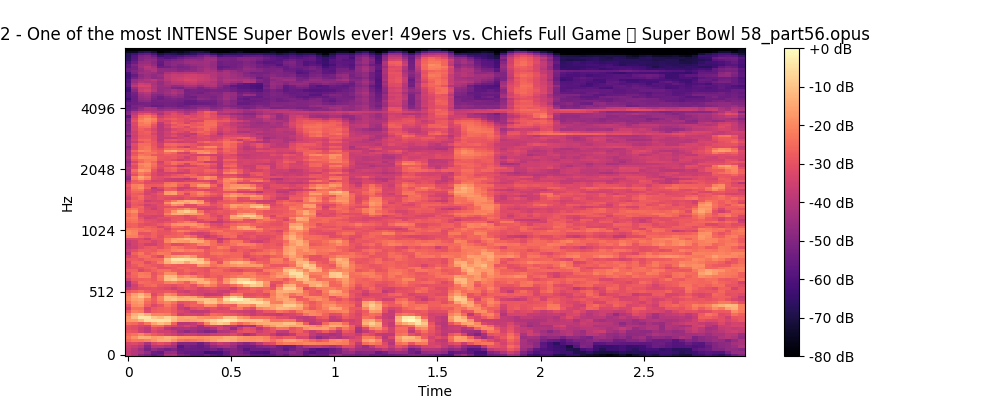 2 - One of the most INTENSE Super Bowls ever! 49ers vs. Chiefs Full Game  Super Bowl 58_part56.opus
+0 dB
-10 dB
-20 dB
-30 dB
-40 dB
-50 dB
-60 dB
-70 dB
-80 dB
4096
2048
1024
512
0
Hz
0 0.5 1 1.5 2 2.5
Time